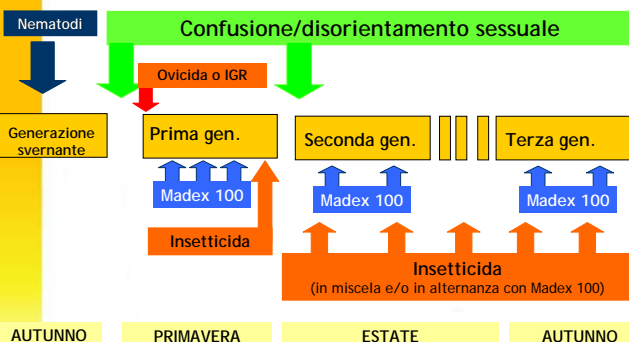 Nematodi
Confusione/disorientamento sessuale
Ovicida o IGR
Generazione
svernante
Prima gen.
Seconda gen.
Terza gen.
Madex 100
Madex 100
Madex 100
Insetticida
Insetticida
(in miscela e/o in alternanza con Madex 100)
AUTUNNO
PRIMAVERA
ESTATE
AUTUNNO